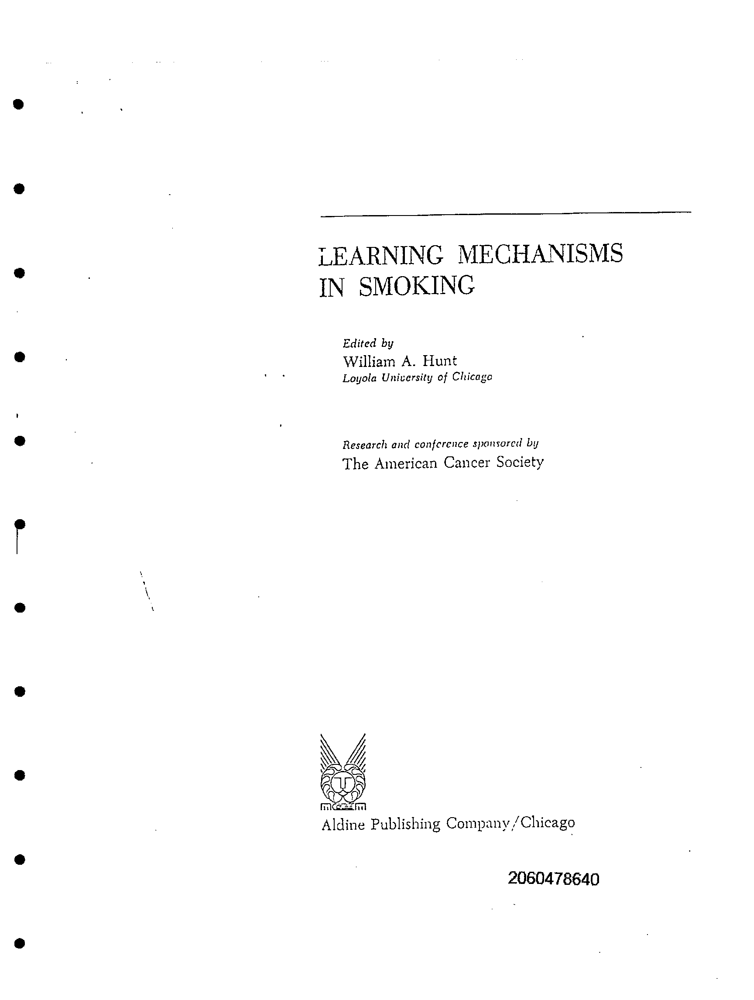 LEARNING MECHANISMS
IN SMOKING
Edited by
William A. Hunt
Loyola University of Chicago
Research and conference sponsored by
The American Cancer Society
Aldine Publishing Company/Chicago
2060478640